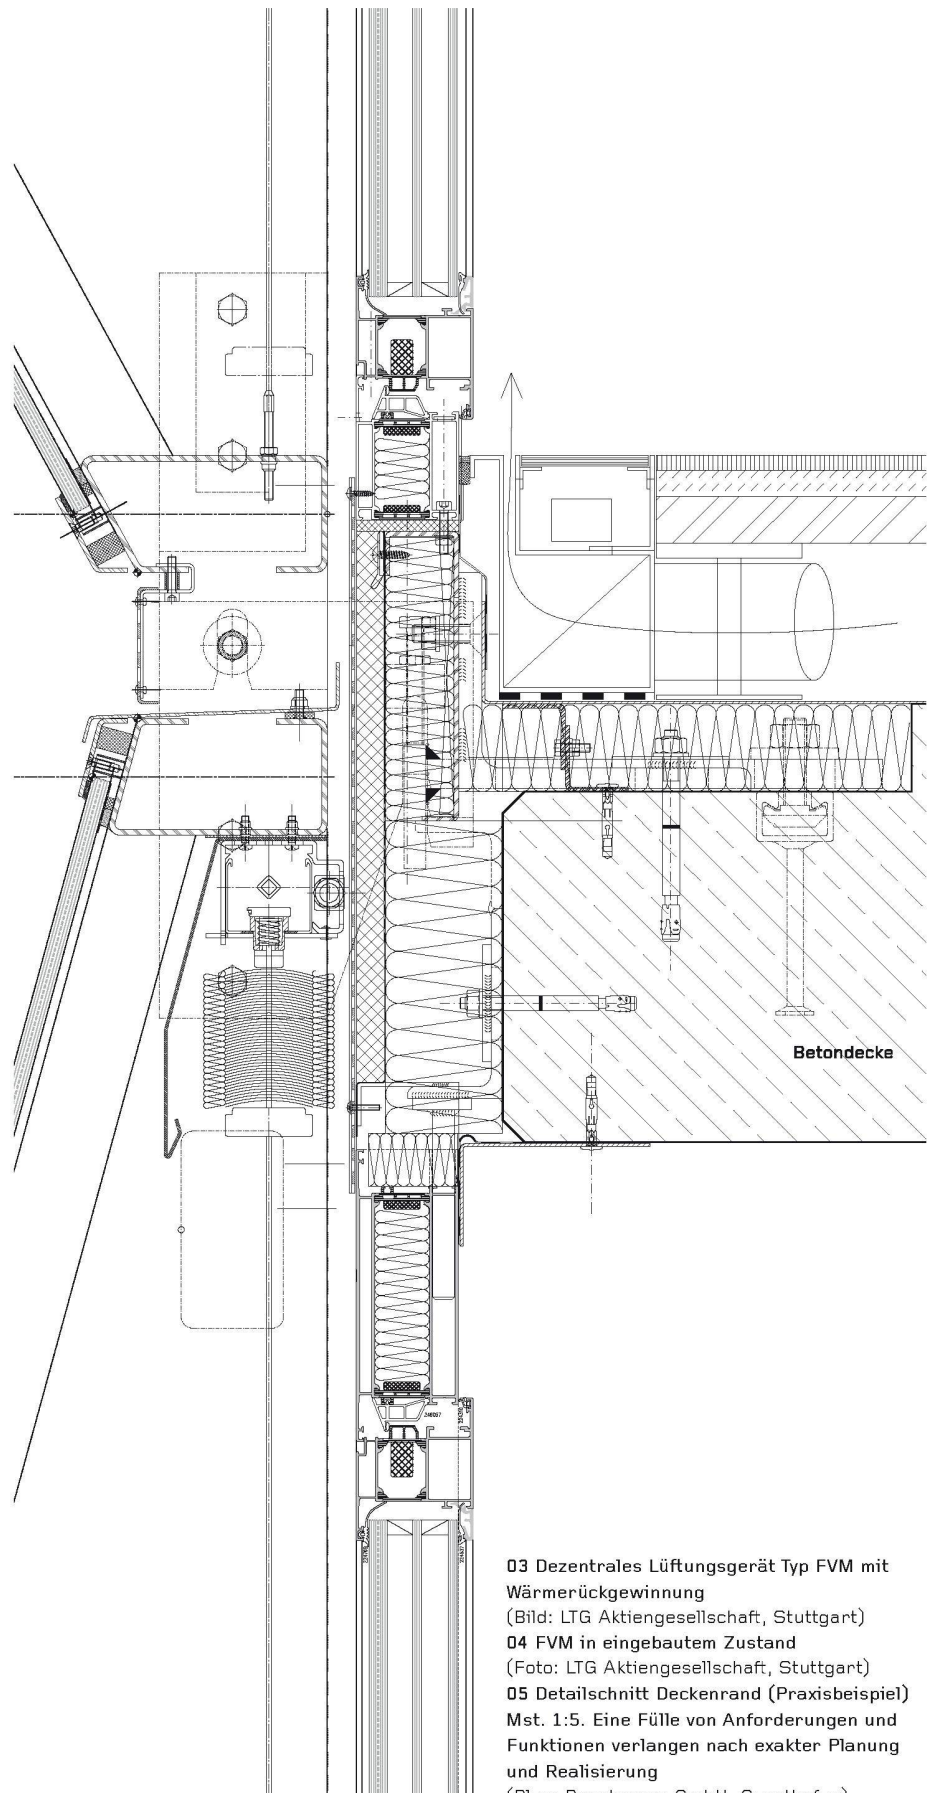 Betondecke
246097
03 Dezentrales Lüftungsgerät Typ FVM mit
Wärmerückgewinnung
(Bild: LTG Aktiengesellschaft, Stuttgart)
04 FVM in eingebautem Zustand
(Foto: LTG Aktiengesellschaft, Stuttgart)
05 Detailschnitt Deckenrand (Praxisbeispiel)
Mst. 1:5. Eine Fülle von Anforderungen und
Funktionen verlangen nach exakter Planung
und Realisierung